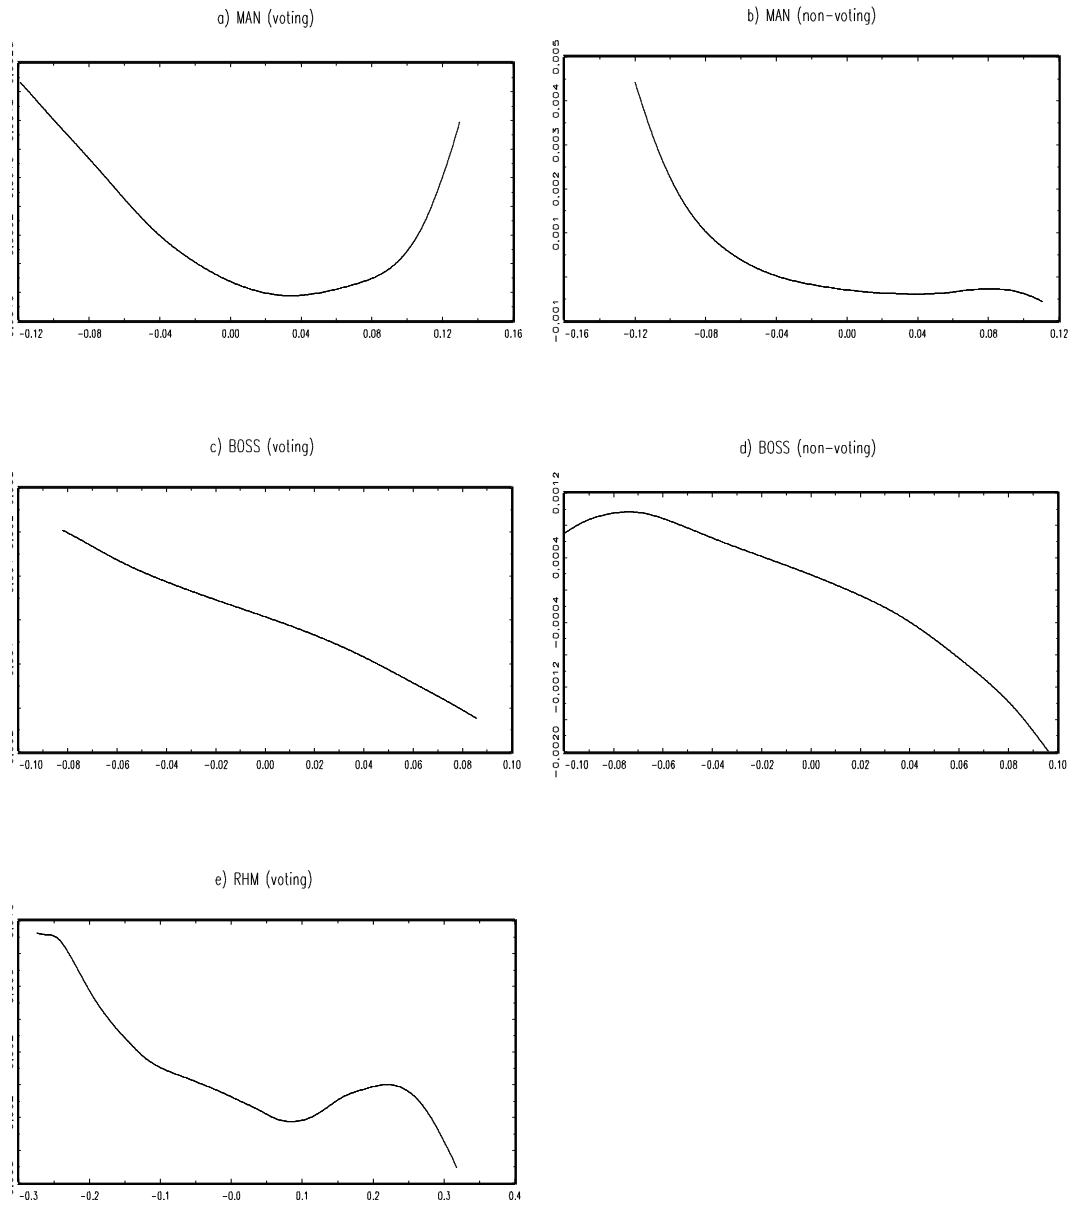 a) MAN (voting)
-0.12 -0.08 -0.04 0.00 0.04 0.08 0.12 0.16
b) MAN (non-voting)
0.005
0.004
0.003
0.002
0.001
-0.001
-0.16 -0.12 -0.08 -0.04 0.00 0.04 0.08 0.12
c) BOSS (voting)
-0.10 -0.08 -0.06 -0.04 -0.02 0.00 0.02 0.04 0.06 0.08 0.10
d) BOSS (non-voting)
0.0012
0.0004
-0.0004
-0.0012
-0.0020
-0.10 -0.08 -0.06 -0.04 -0.02 0.00 0.02 0.04 0.06 0.08 0.10
e) RHM (voting)
-0.3 -0.2 -0.1 -0.0 0.1 0.2 0.3 0.4